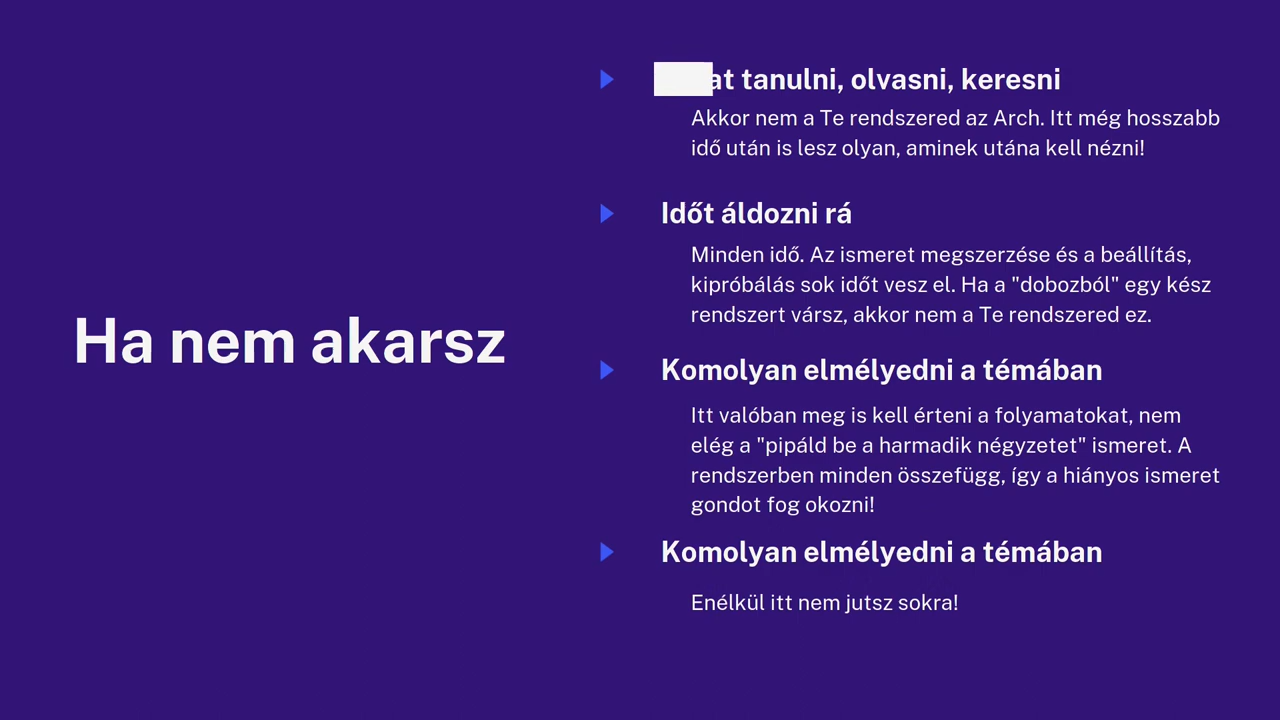 Ha nem akarsz
tanulni, olvasni, keresni
Akkor nem a Te rendszered az Arch. Itt még hosszabb
idő után is lesz olyan, aminek utána kell nézni!
Időt áldozni rá
Minden idő. Az ismeret megszerzése és a beállítás,
kipróbálás sok időt vesz el. Ha a "dobozból" egy kész
rendszert vársz, akkor nem a Te rendszered ez.
Komolyan elmélyedni a témában
Itt valóban meg is kell érteni a folyamatokat, nem
elég a "pipáld be a harmadik négyzetet" ismeret. A
rendszerben minden összefügg, így a hiányos ismeret
gondot fog okozni!
Komolyan elmélyedni a témában
Enélkül itt nem jutsz sokra!